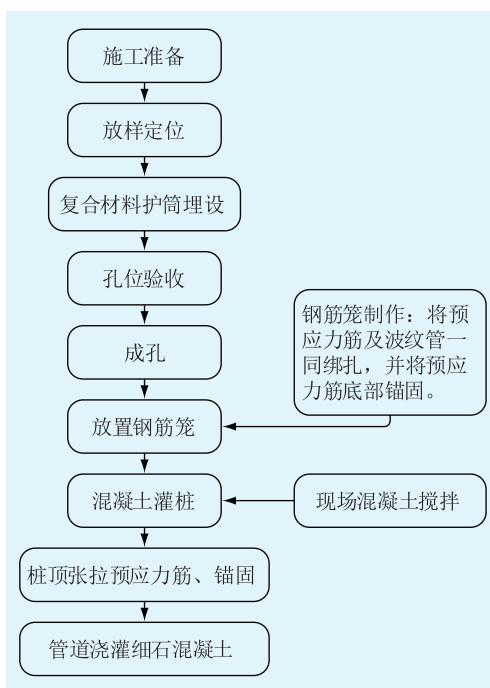 施工准备
放样定位
复合材料护筒埋设
孔位验收
成孔
钢筋笼制作：将预
应力筋及波纹管一
同绑扎，并将预应
力筋底部锚固。
放置钢筋笼
混凝土灌桩
现场混凝土搅拌
桩顶张拉预应力筋、锚固
管道浇灌细石混凝土